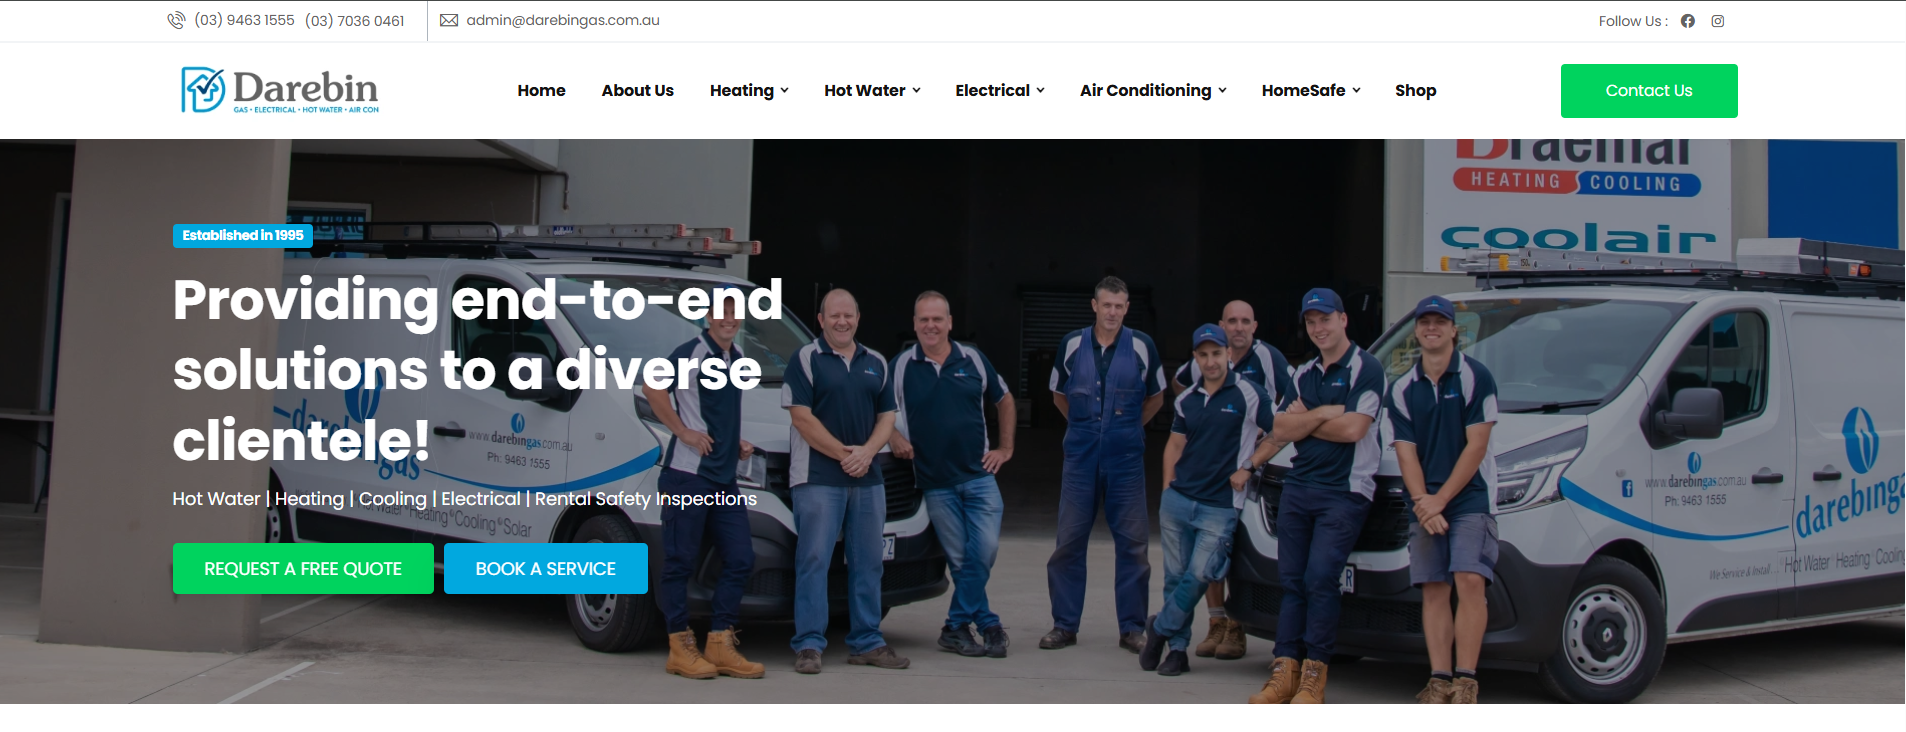 (03) 9463 1555 (03) 7036 0461 admin@darebingas.com.au Follow Us :
Darebin
GAS • ELECTRICAL • HOT WATER • AIR CON
Home About Us Heating Hot Water Electrical Air Conditioning HomeSafe Shop Contact Us
Braemar
HEATING COOLING
coolair
Established in 1995
Providing end-to-end
solutions to a diverse
clientele!
Hot Water | Heating | Cooling | Electrical | Rental Safety Inspections
REQUEST A FREE QUOTE BOOK A SERVICE
darebingas
www.darebingas.com.au
Ph: 9463 1555
Hot Water Heating Cooling Solar
www.darebingas.com.au
Ph: 9463 1555
darebinga
We Service & Install... Hot Water Heating Cooling